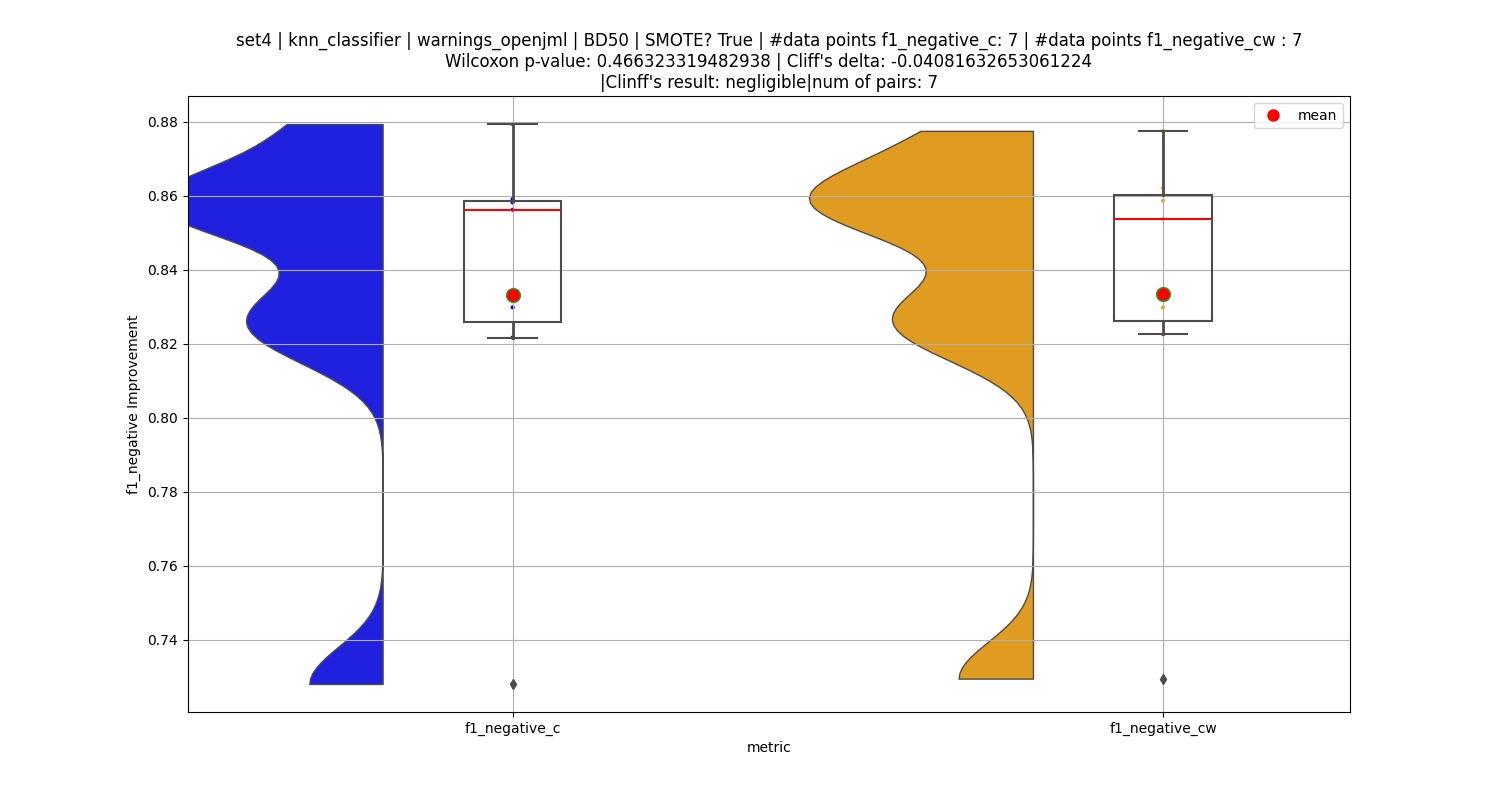 set4 | knn_classifier | warnings_openjml | BD50 | SMOTE? True | #data points f1_negative_c: 7 | #data points f1_negative_cw : 7
Wilcoxon p-value: 0.466323319482938 | Cliff's delta: -0.04081632653061224
|Clinff's result: negligible|num of pairs: 7
mean
0.88
0.86
0.84
0.82
0.80
0.78
0.76
0.74
f1_negative Improvement
f1_negative_c
f1_negative_cw
metric